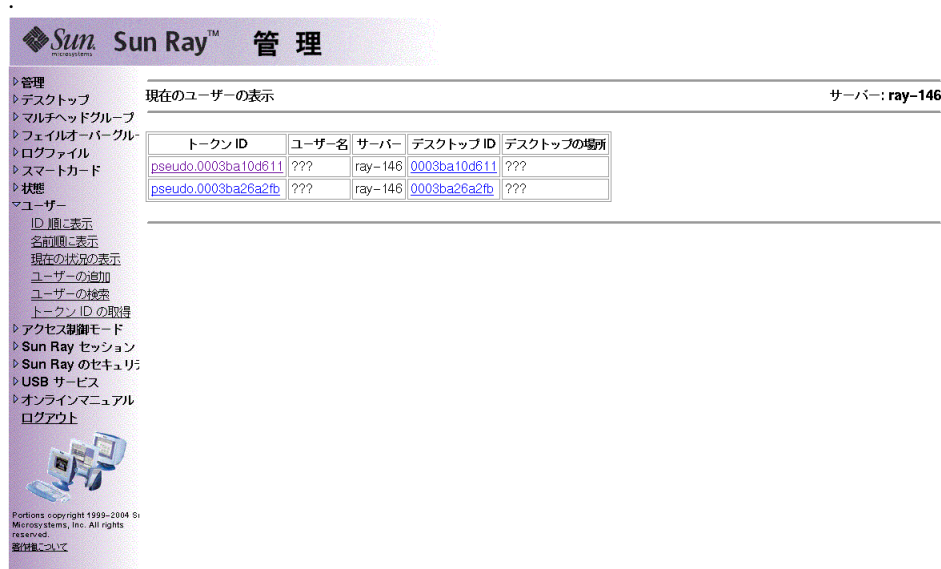 Sun microsystems Sun Ray™ 管 理
管理
デスクトップ
マルチヘッドグループ
フェイルオーバーグルー
ログファイル
スマートカード
状態
ユーザー
ID 順に表示
名前順に表示
現在の状況の表示
ユーザーの追加
ユーザーの検索
トークン ID の取得
アクセス制御モード
Sun Ray セッション
Sun Ray のセキュリテ
USB サービス
オンラインマニュアル
ログアウト
Portions copyright 1999-2004 Su
Microsystems, Inc. All rights
reserved.
著作権について
現在のユーザーの表示 サーバー: ray-146
トークン ID ユーザー名 サーバー デスクトップ ID デスクトップの場所
pseudo.0003ba10d611 ??? ray-146 0003ba10d611 ???
pseudo.0003ba26a2fb ??? ray-146 0003ba26a2fb ???